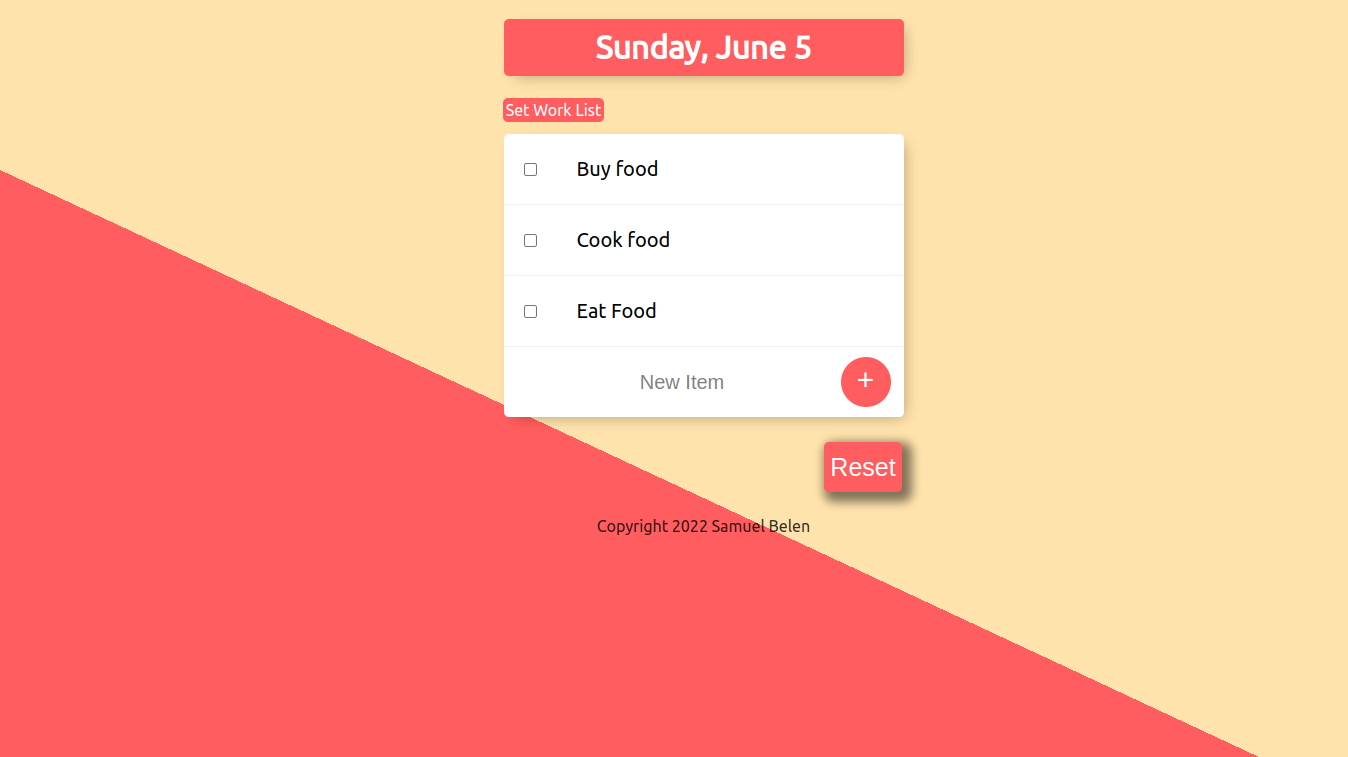 Sunday, June 5
Set Work List
Buy food
Cook food
Eat Food
New Item +
Reset
Copyright 2022 Samuel Belen